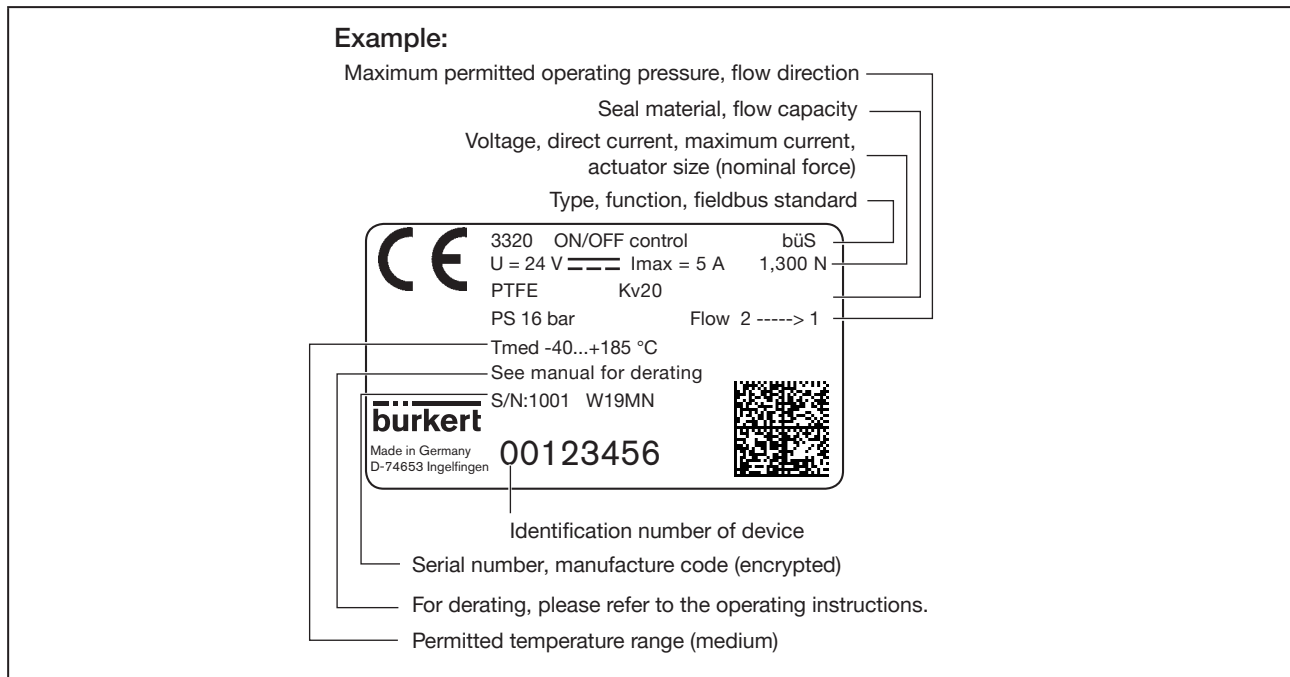 Example:
Maximum permitted operating pressure, flow direction
Seal material, flow capacity
Voltage, direct current, maximum current,
actuator size (nominal force)
Type, function, fieldbus standard
CE
3320 ON/OFF control büS
U = 24 V Imax = 5 A 1,300 N
PTFE Kv20
PS 16 bar Flow 2 -----> 1
Tmed -40...+185 °C
See manual for derating
S/N:1001 W19MN
burkert
Made in Germany
D-74653 Ingelfingen
00123456
Identification number of device
Serial number, manufacture code (encrypted)
For derating, please refer to the operating instructions.
Permitted temperature range (medium)